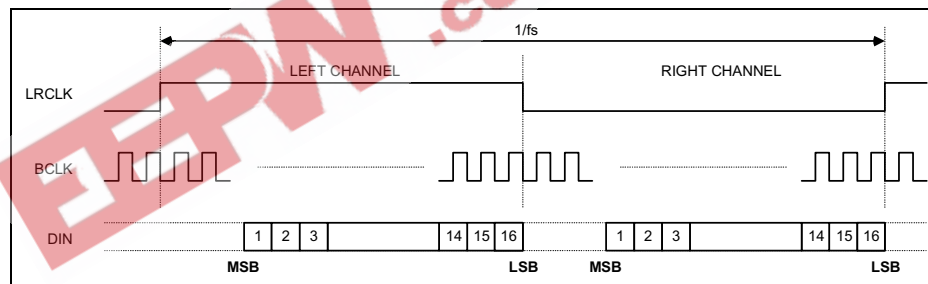 1/fs
LEFT CHANNEL RIGHT CHANNEL
LRCLK
BCLK
DIN 1 2 3 14 15 16 1 2 3 14 15 16
MSB LSB MSB LSB
EEPW